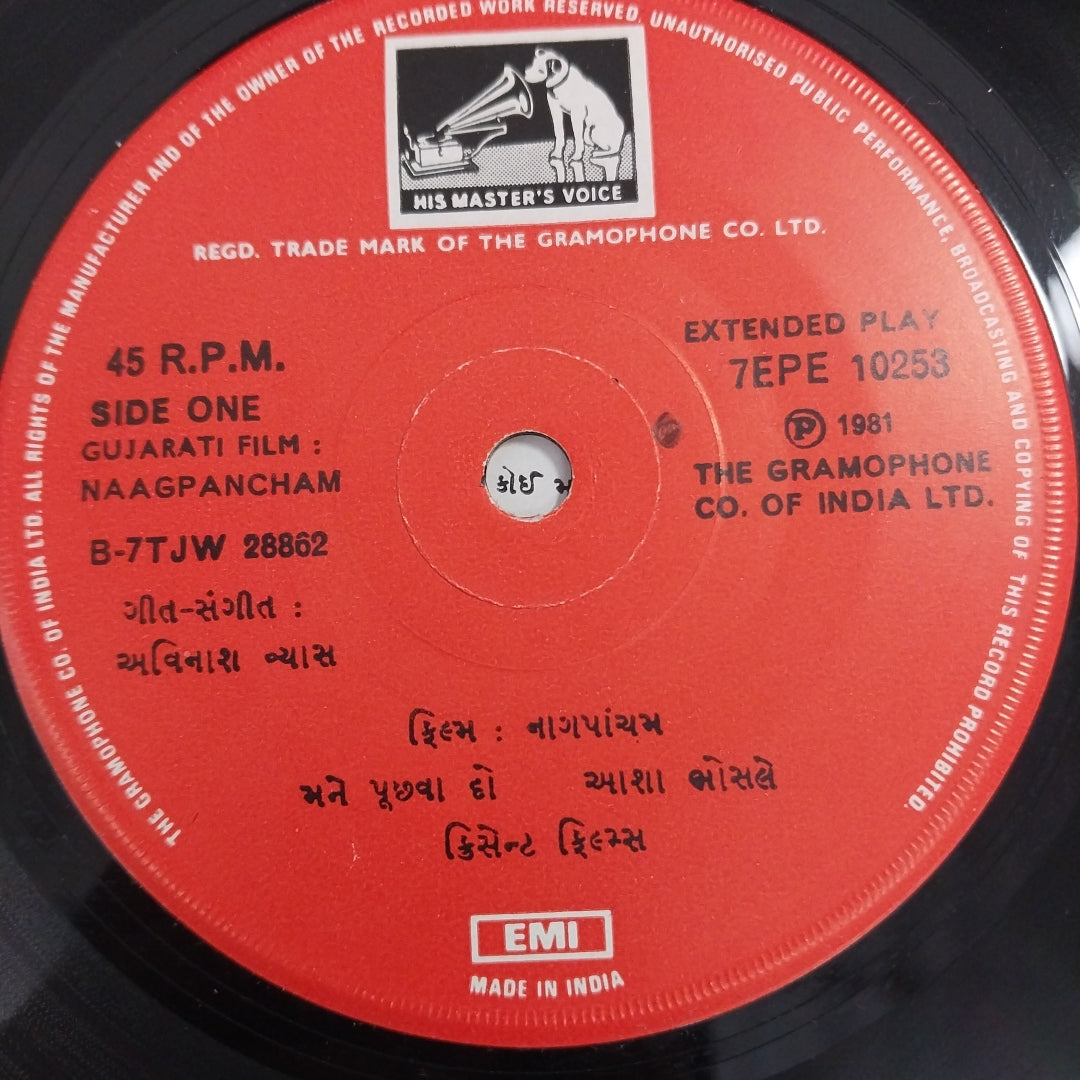 THE GRAMOPHONE CO. OF INDIA LTD. ALL RIGHTS OF THE MANUFACTURER AND OF THE OWNER OF THE RECORDED WORK RESERVED, UNAUTHORISED PUBLIC PERFORMANCE, BROADCASTING AND COPYING OF THIS RECORD PROHIBITED.
HIS MASTER'S VOICE
REGD. TRADE MARK OF THE GRAMOPHONE CO. LTD.
45 R.P.M.
SIDE ONE
GUJARATI FILM :
NAAGPANCHAM
B-7TJW 28862
ગીત-સંગીત :
અવિનાશ વ્યાસ
EXTENDED PLAY
7EPE 10253
℗ 1981
THE GRAMOPHONE
CO. OF INDIA LTD.
કોઈ
ફિલ્મ : નાગપાંચમ
મને પૂછવા દો આશા ભોસલે
ક્રિસેન્ટ ફિલ્મ્સ
EMI
MADE IN INDIA